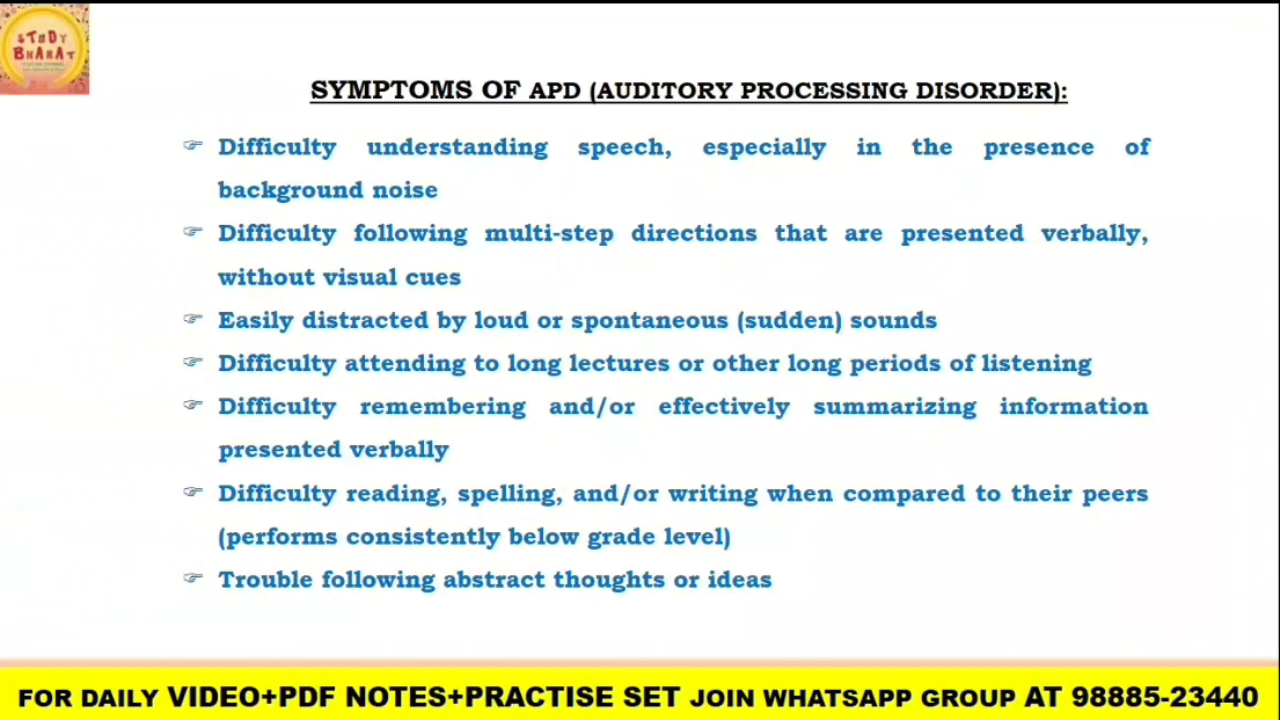 STUDY
BHARAT
SYMPTOMS OF APD (AUDITORY PROCESSING DISORDER):
☞ Difficulty understanding speech, especially in the presence of
background noise
☞ Difficulty following multi-step directions that are presented verbally,
without visual cues
☞ Easily distracted by loud or spontaneous (sudden) sounds
☞ Difficulty attending to long lectures or other long periods of listening
☞ Difficulty remembering and/or effectively summarizing information
presented verbally
☞ Difficulty reading, spelling, and/or writing when compared to their peers
(performs consistently below grade level)
☞ Trouble following abstract thoughts or ideas
FOR DAILY VIDEO+PDF NOTES+PRACTISE SET JOIN WHATSAPP GROUP AT 98885-23440